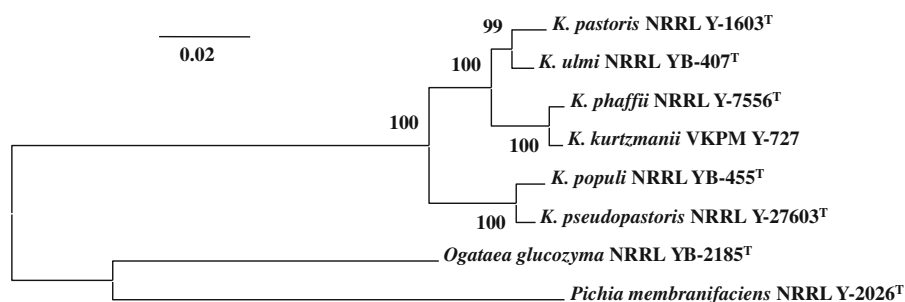 99
K. pastoris NRRL Y-1603ᵀ
0.02
K. ulmi NRRL YB-407ᵀ
100
K. phaffii NRRL Y-7556ᵀ
100
100
K. kurtzmanii VKPM Y-727
K. populi NRRL YB-455ᵀ
100
K. pseudopastoris NRRL Y-27603ᵀ
Ogataea glucozyma NRRL YB-2185ᵀ
Pichia membranifaciens NRRL Y-2026ᵀ